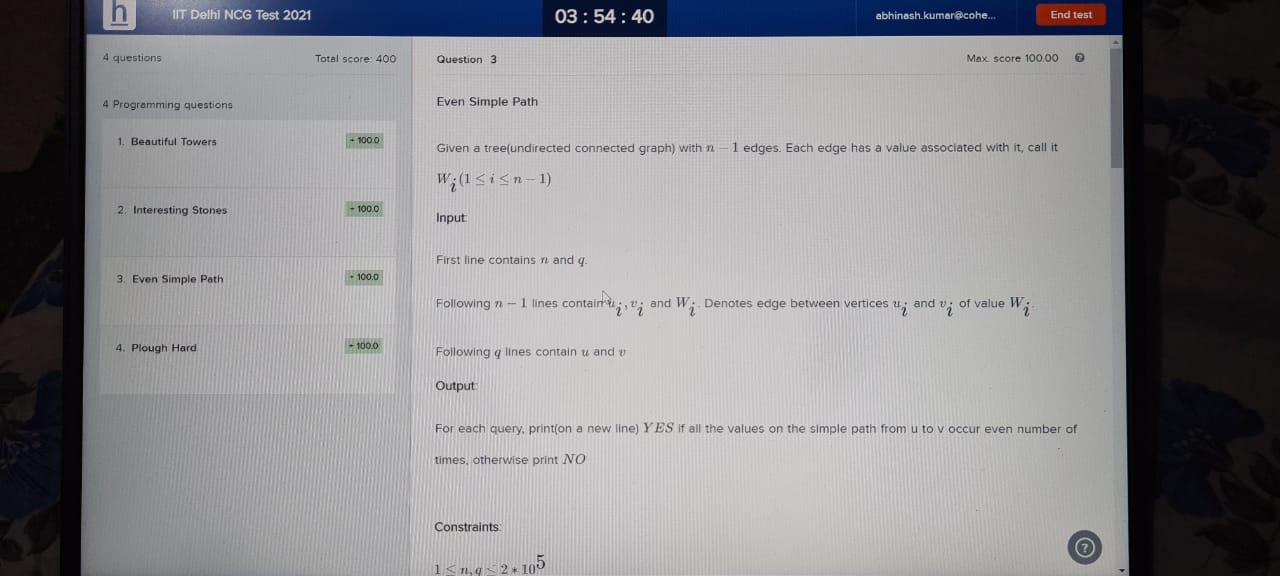 h IIT Delhi NCG Test 2021 03 : 54 : 40 abhinash.kumar@cohe... End test
4 questions Total score: 400
Question 3 Max. score 100.00 ?
4 Programming questions
Even Simple Path
1. Beautiful Towers + 100.0
Given a tree(undirected connected graph) with n − 1 edges. Each edge has a value associated with it, call it
W_i(1 ≤ i ≤ n − 1)
2. Interesting Stones + 100.0
Input:
First line contains n and q.
3. Even Simple Path + 100.0
Following n − 1 lines contain u_i, v_i and W_i. Denotes edge between vertices u_i and v_i of value W_i.
4. Plough Hard + 100.0
Following q lines contain u and v
Output:
For each query, print(on a new line) YES if all the values on the simple path from u to v occur even number of
times, otherwise print NO
Constraints:
1 ≤ n, q ≤ 2 * 10^5
?